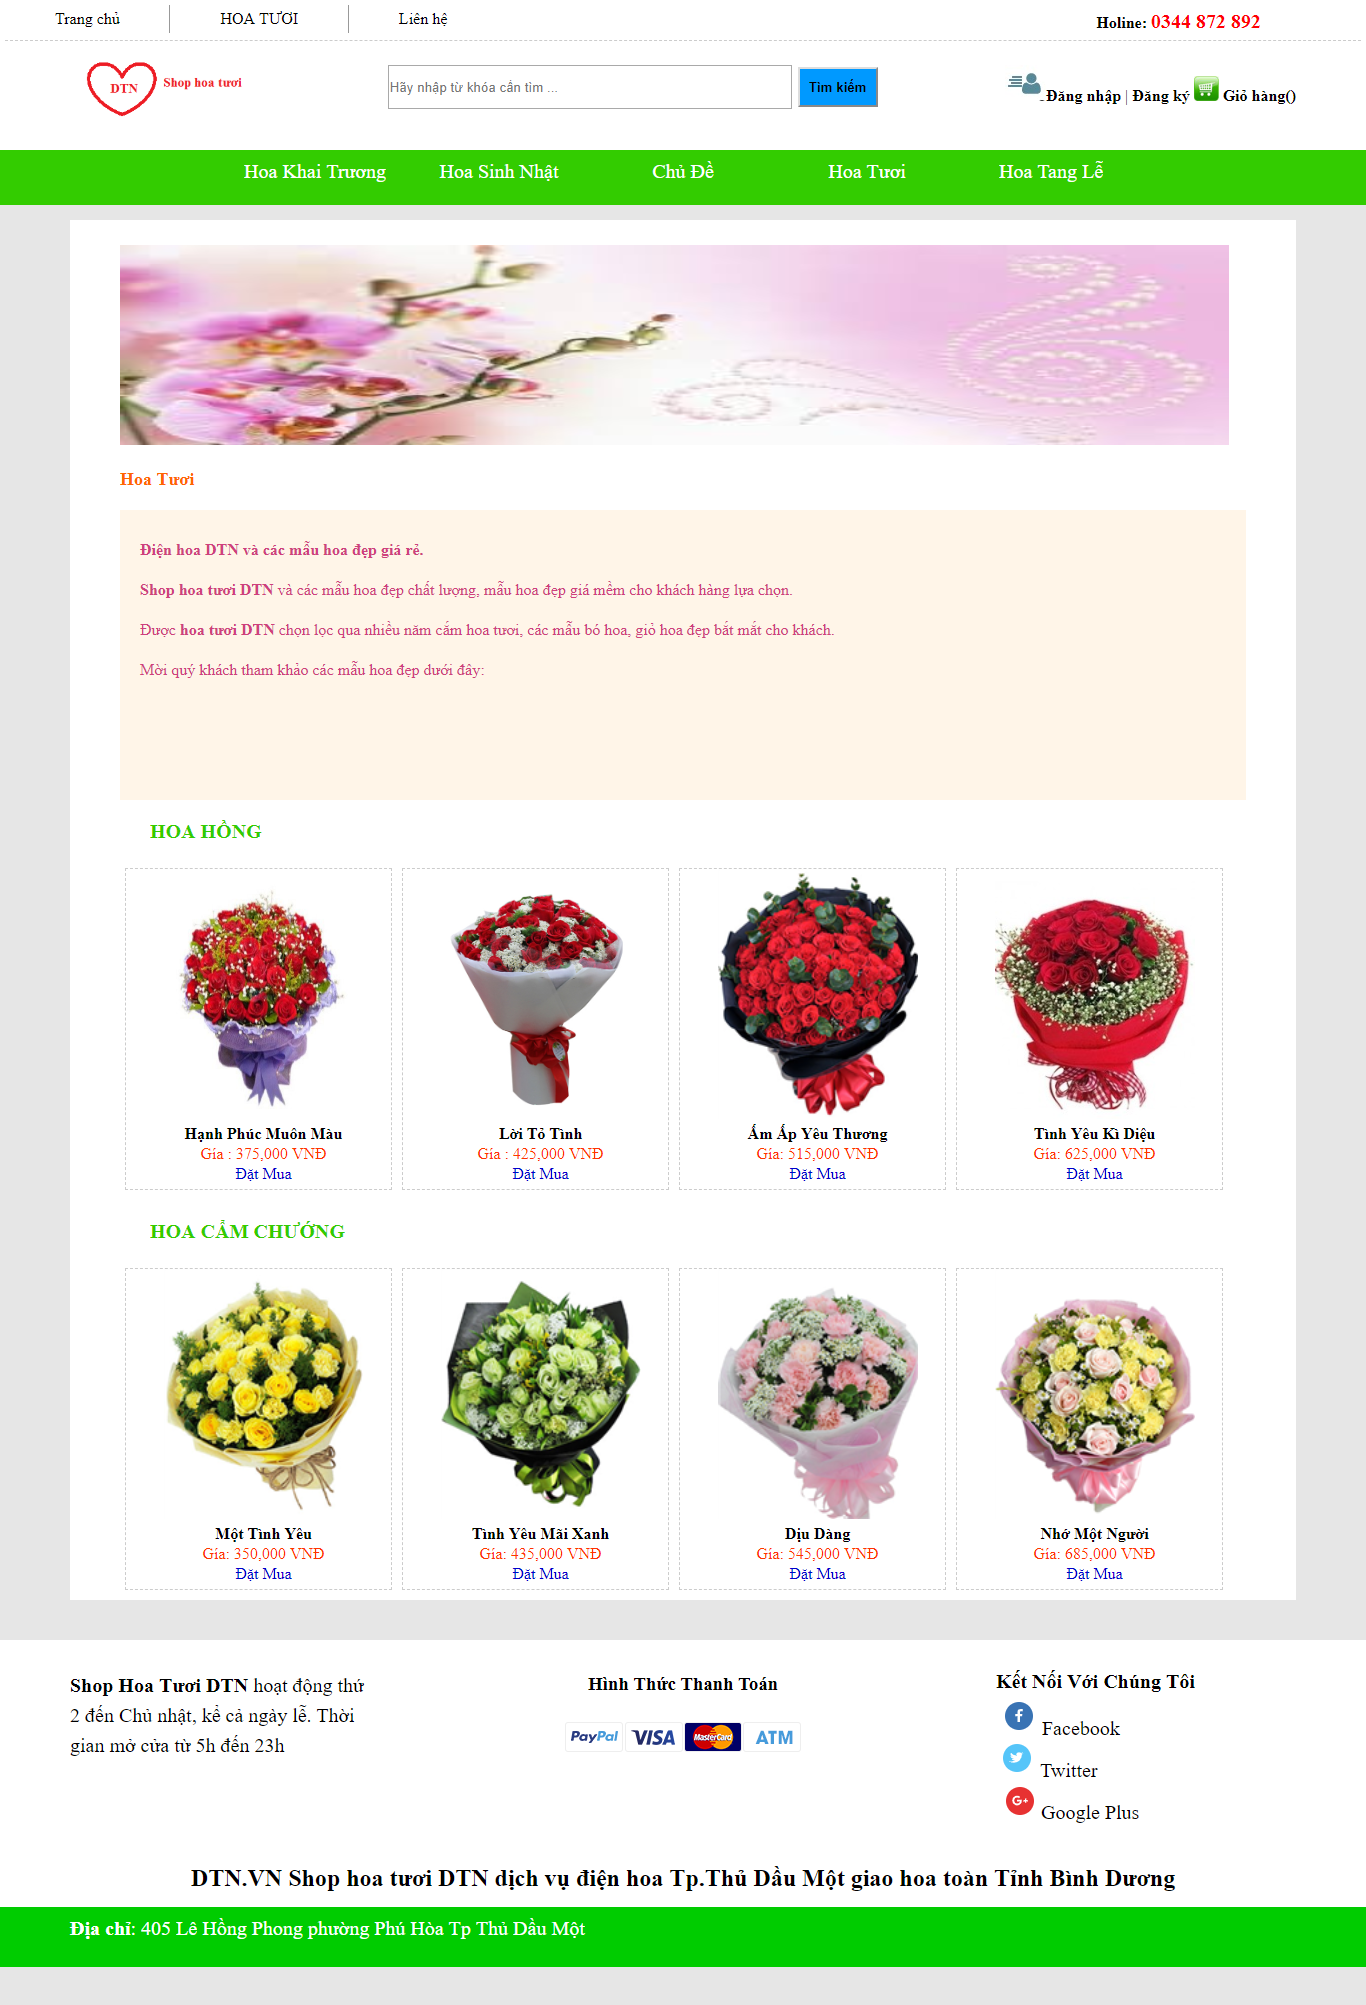 Trang chủ
HOA TƯƠI
Liên hệ
Holine: 0344 872 892
DTN
Shop hoa tươi
Hãy nhập từ khóa cần tìm ...
Tìm kiếm
Đăng nhập | Đăng ký
Giỏ hàng()
Hoa Khai Trương
Hoa Sinh Nhật
Chủ Đề
Hoa Tươi
Hoa Tang Lễ
Hoa Tươi
Điện hoa DTN và các mẫu hoa đẹp giá rẻ.
Shop hoa tươi DTN và các mẫu hoa đẹp chất lượng, mẫu hoa đẹp giá mềm cho khách hàng lựa chọn.
Được hoa tươi DTN chọn lọc qua nhiều năm cắm hoa tươi, các mẫu bó hoa, giỏ hoa đẹp bắt mắt cho khách.
Mời quý khách tham khảo các mẫu hoa đẹp dưới đây:
HOA HỒNG
Hạnh Phúc Muôn Màu
Gía : 375,000 VNĐ
Đặt Mua
Lời Tỏ Tình
Gía : 425,000 VNĐ
Đặt Mua
Ấm Ấp Yêu Thương
Gía: 515,000 VNĐ
Đặt Mua
Tình Yêu Kì Diệu
Gía: 625,000 VNĐ
Đặt Mua
HOA CẨM CHƯỚNG
Một Tình Yêu
Gía: 350,000 VNĐ
Đặt Mua
Tình Yêu Mãi Xanh
Gía: 435,000 VNĐ
Đặt Mua
Dịu Dàng
Gía: 545,000 VNĐ
Đặt Mua
Nhớ Một Người
Gía: 685,000 VNĐ
Đặt Mua
Shop Hoa Tươi DTN hoạt động thứ
2 đến Chủ nhật, kể cả ngày lễ. Thời
gian mở cửa từ 5h đến 23h
Hình Thức Thanh Toán
PayPal VISA MasterCard ATM
Kết Nối Với Chúng Tôi
Facebook
Twitter
G+ Google Plus
DTN.VN Shop hoa tươi DTN dịch vụ điện hoa Tp.Thủ Dầu Một giao hoa toàn Tỉnh Bình Dương
Địa chỉ: 405 Lê Hồng Phong phường Phú Hòa Tp Thủ Dầu Một